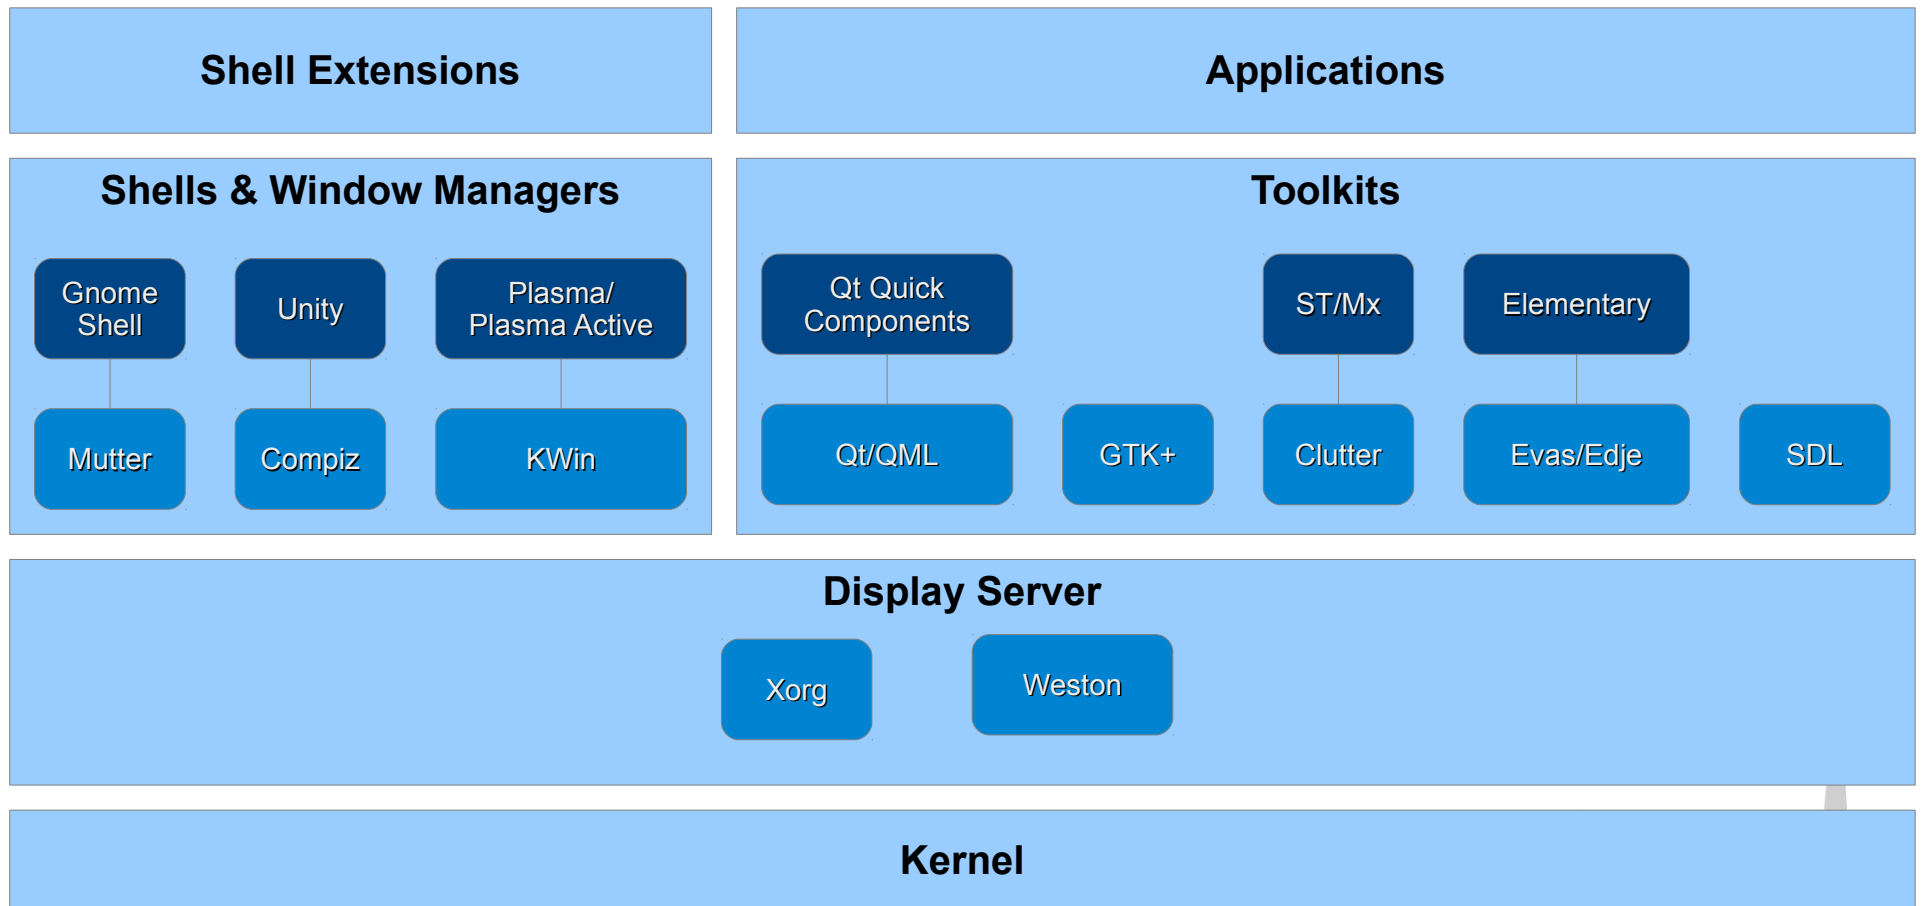 Shell Extensions
Applications
Shells & Window Managers
Gnome
Shell
Unity
Plasma/
Plasma Active
Mutter
Compiz
KWin
Toolkits
Qt Quick
Components
ST/Mx
Elementary
Qt/QML
GTK+
Clutter
Evas/Edje
SDL
Display Server
Xorg
Weston
Kernel